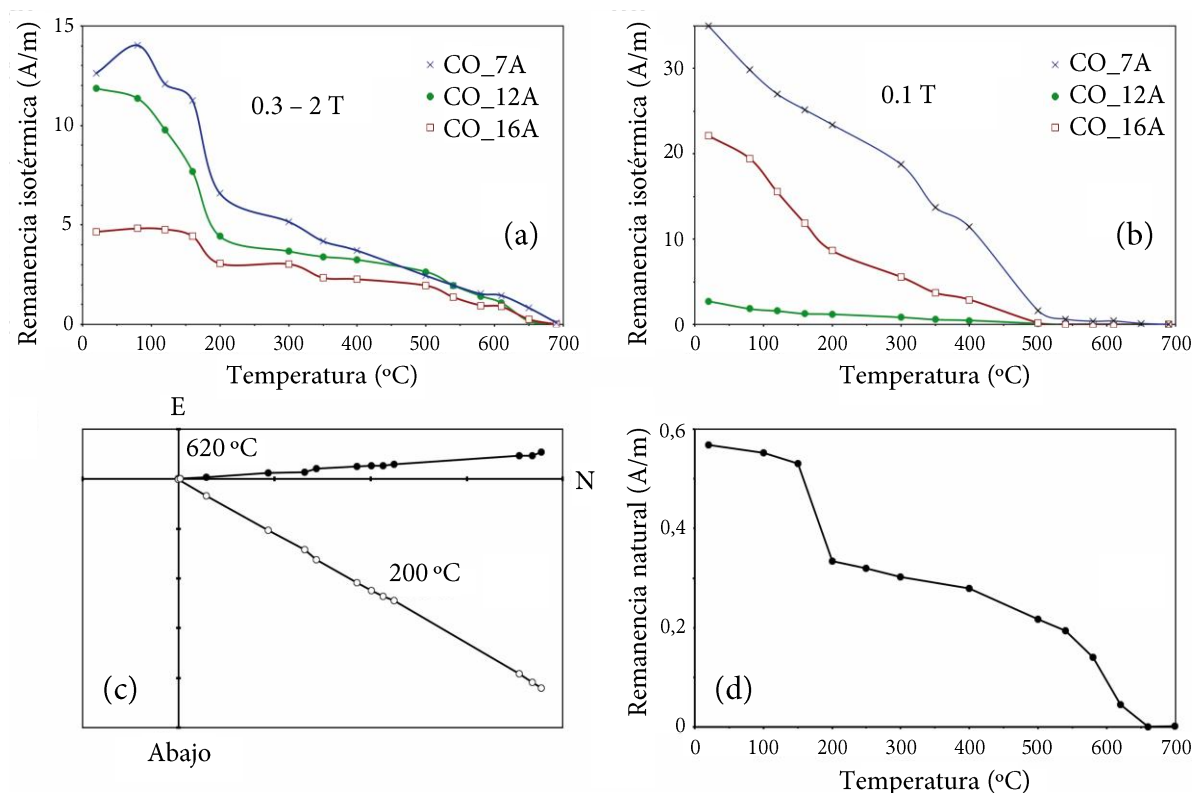 Remanencia isotérmica (A/m)
15
10
5
0
0.3 – 2 T
CO_7A
CO_12A
CO_16A
(a)
0 100 200 300 400 500 600 700
Temperatura (ºC)
Remanencia isotérmica (A/m)
30
20
10
0
0.1 T
CO_7A
CO_12A
CO_16A
(b)
0 100 200 300 400 500 600 700
Temperatura (ºC)
E
620 ºC
N
200 ºC
(c)
Abajo
Remanencia natural (A/m)
0,6
0,4
0,2
0
(d)
0 100 200 300 400 500 600 700
Temperatura (ºC)